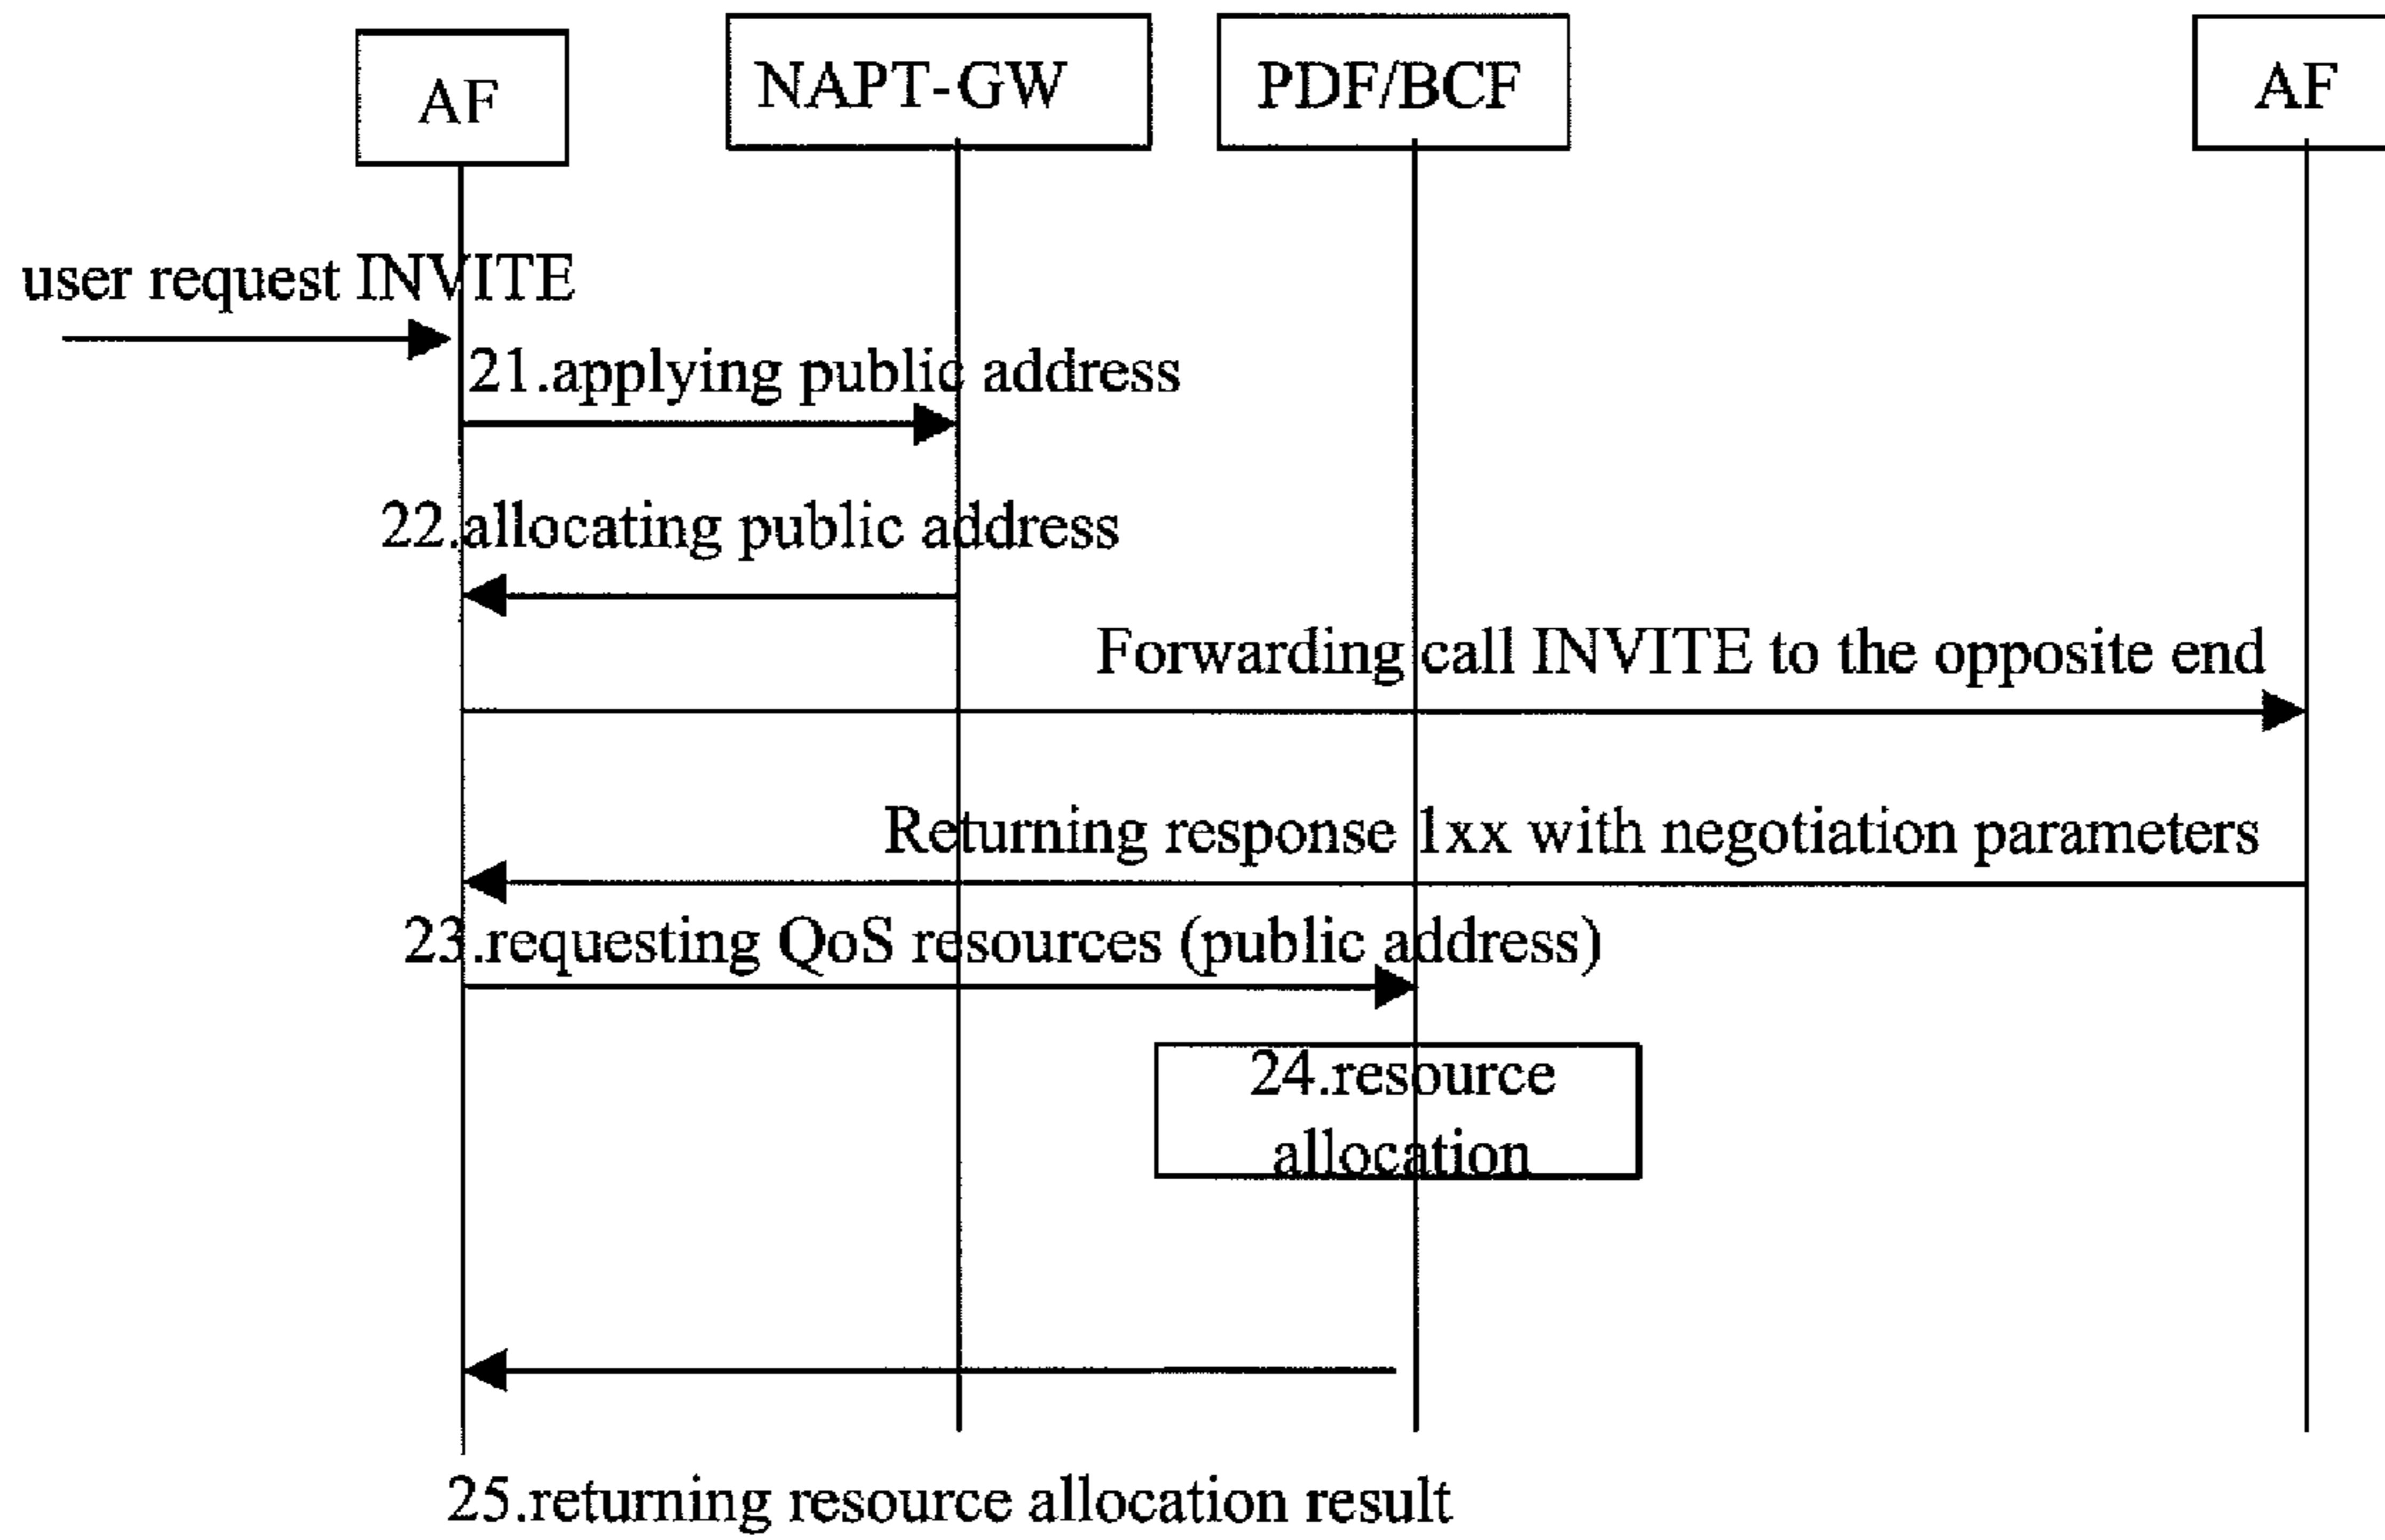 AF
NAPT-GW
PDF/BCF
AF
user request INVITE
21.applying public address
22.allocating public address
Forwarding call INVITE to the opposite end
Returning response 1xx with negotiation parameters
23.requesting QoS resources (public address)
24.resource
allocation
25.returning resource allocation result